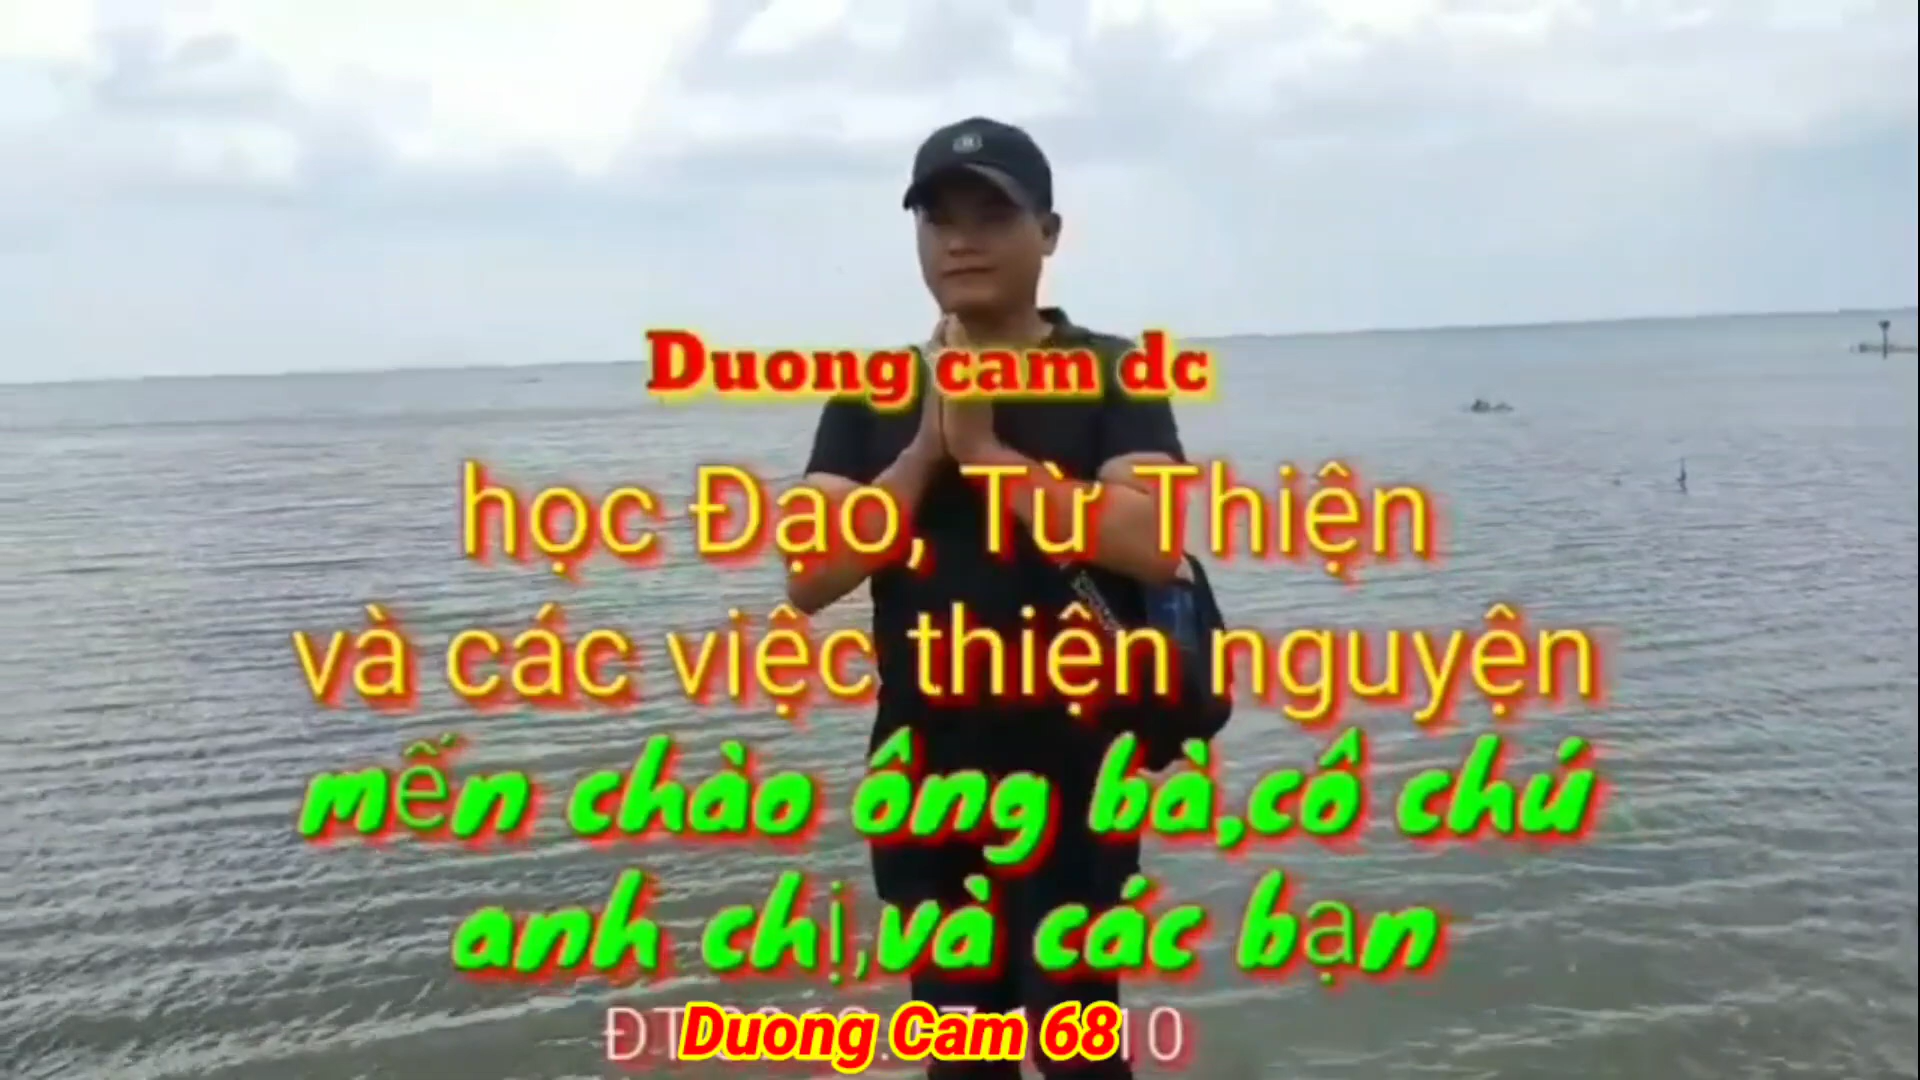 Duong cam dc
học Đạo, Từ Thiện
và các việc thiện nguyện
mến chào ông bà,cô chú
anh chị,và các bạn
ĐT
Duong Cam 68